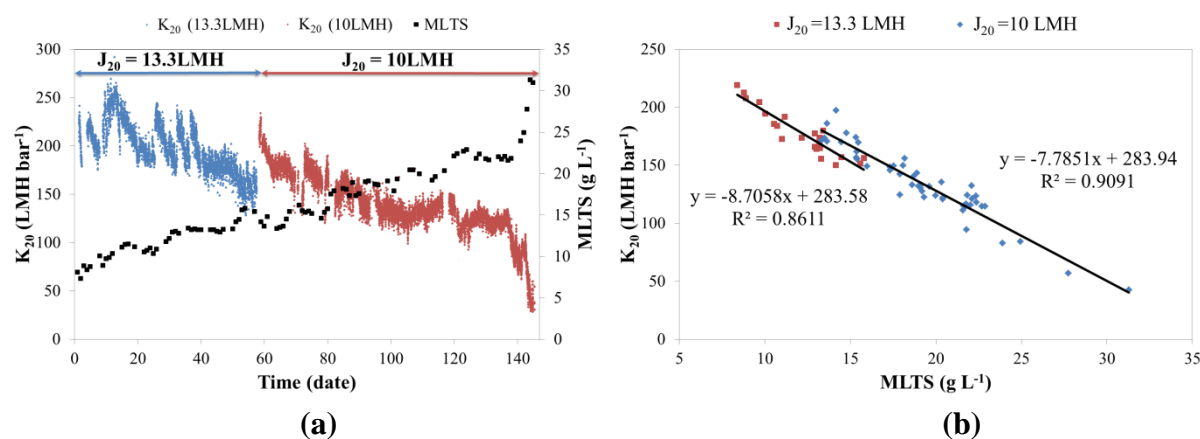 K20 (13.3LMH) K20 (10LMH) MLTS
J20 = 13.3LMH J20 = 10LMH
300
250
200
150
100
50
0
K20 (LMH bar-1)
35
30
25
20
15
10
5
0
MLTS (g L-1)
0 20 40 60 80 100 120 140
Time (date)
(a)
J20 =13.3 LMH J20 =10 LMH
250
200
150
100
50
0
K20 (LMH bar-1)
y = -7.7851x + 283.94
R² = 0.9091
y = -8.7058x + 283.58
R² = 0.8611
5 10 15 20 25 30 35
MLTS (g L-1)
(b)